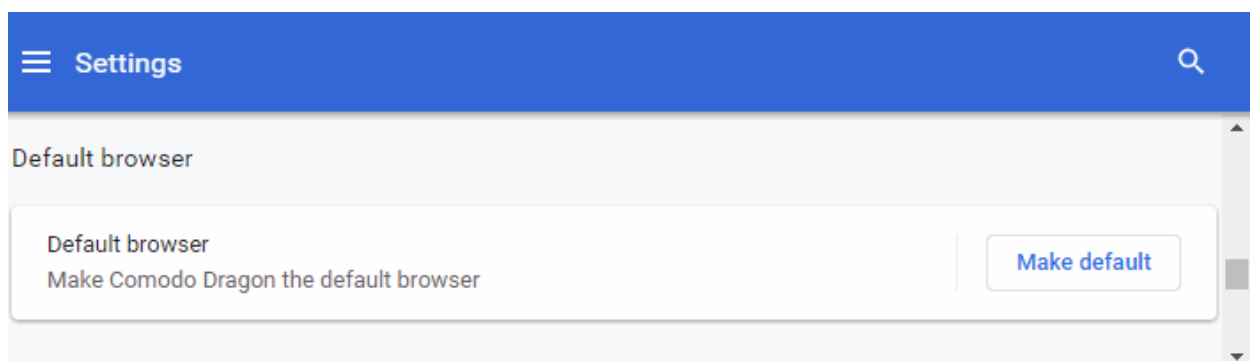 Settings
Default browser
Default browser
Make Comodo Dragon the default browser
Make default